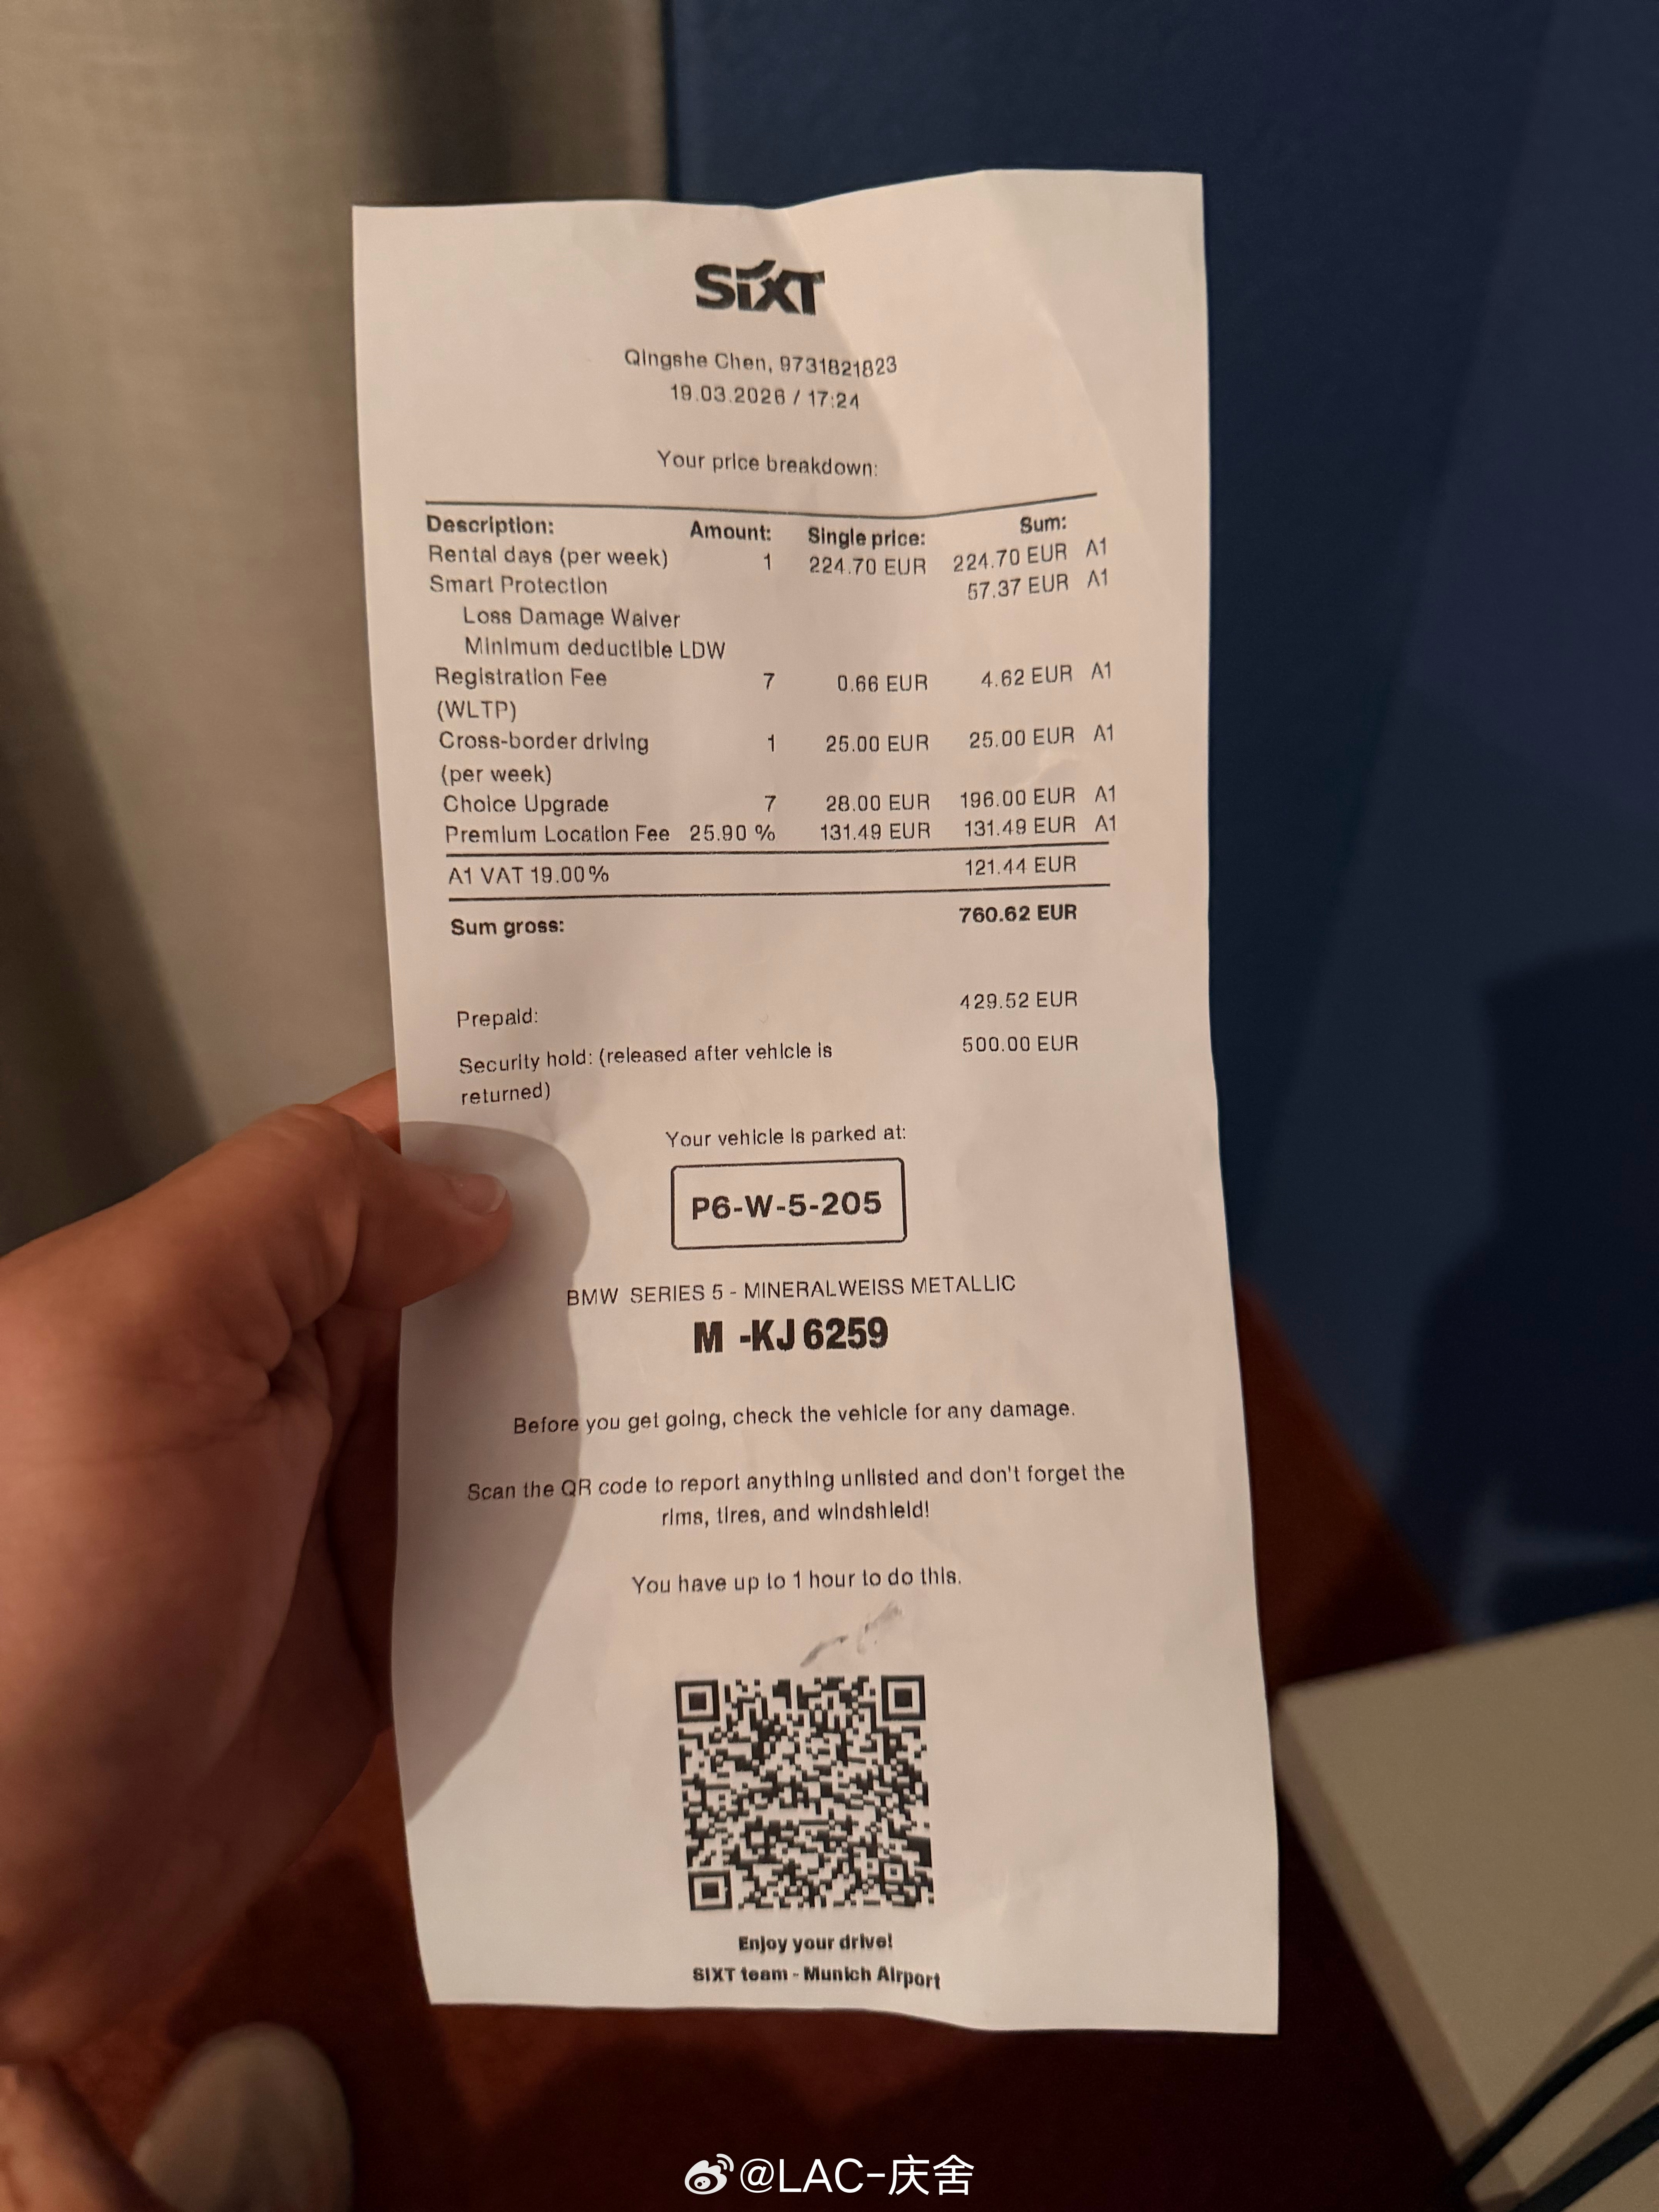 SIXT
Qingshe Chen, 9731821823
19.03.2026 / 17:24
Your price breakdown:
Description: Amount: Single price: Sum:
Rental days (per week) 1 224.70 EUR 224.70 EUR A1
Smart Protection 57.37 EUR A1
Loss Damage Waiver
Minimum deductible LDW
Registration Fee 7 0.66 EUR 4.62 EUR A1
(WLTP)
Cross-border driving 1 25.00 EUR 25.00 EUR A1
(per week)
Choice Upgrade 7 28.00 EUR 196.00 EUR A1
Premium Location Fee 25.90 % 131.49 EUR 131.49 EUR A1
A1 VAT 19.00% 121.44 EUR
Sum gross: 760.62 EUR
Prepaid: 429.52 EUR
Security hold: (released after vehicle is 500.00 EUR
returned)
Your vehicle is parked at:
P6-W-5-205
BMW SERIES 5 - MINERALWEISS METALLIC
M -KJ 6259
Before you get going, check the vehicle for any damage.
Scan the QR code to report anything unlisted and don't forget the
rims, tires, and windshield!
You have up to 1 hour to do this.
Enjoy your drive!
SIXT team - Munich Airport
@LAC-庆舍